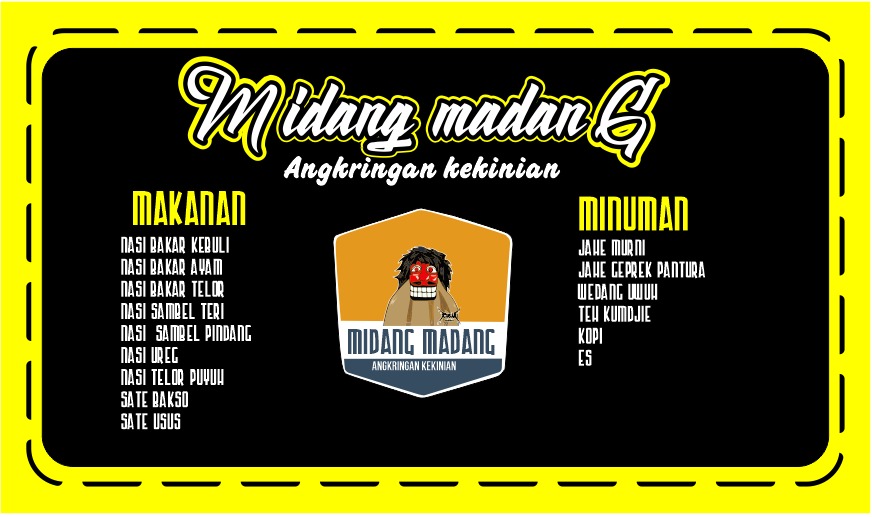 Midang madanG
Angkringan kekinian
MAKANAN
NASI BAKAR KEBULI
NASI BAKAR AYAM
NASI BAKAR TELOR
NASI SAMBEL TERI
NASI SAMBEL PINDANG
NASI UREG
NASI TELOR PUYUH
SATE BAKSO
SATE USUS
MIDANG MADANG
ANGKRINGAN KEKINIAN
MINUMAN
JAHE MURNI
JAHE GEPREK PANTURA
WEDANG UWUH
TEH KUMDJIE
KOPI
ES